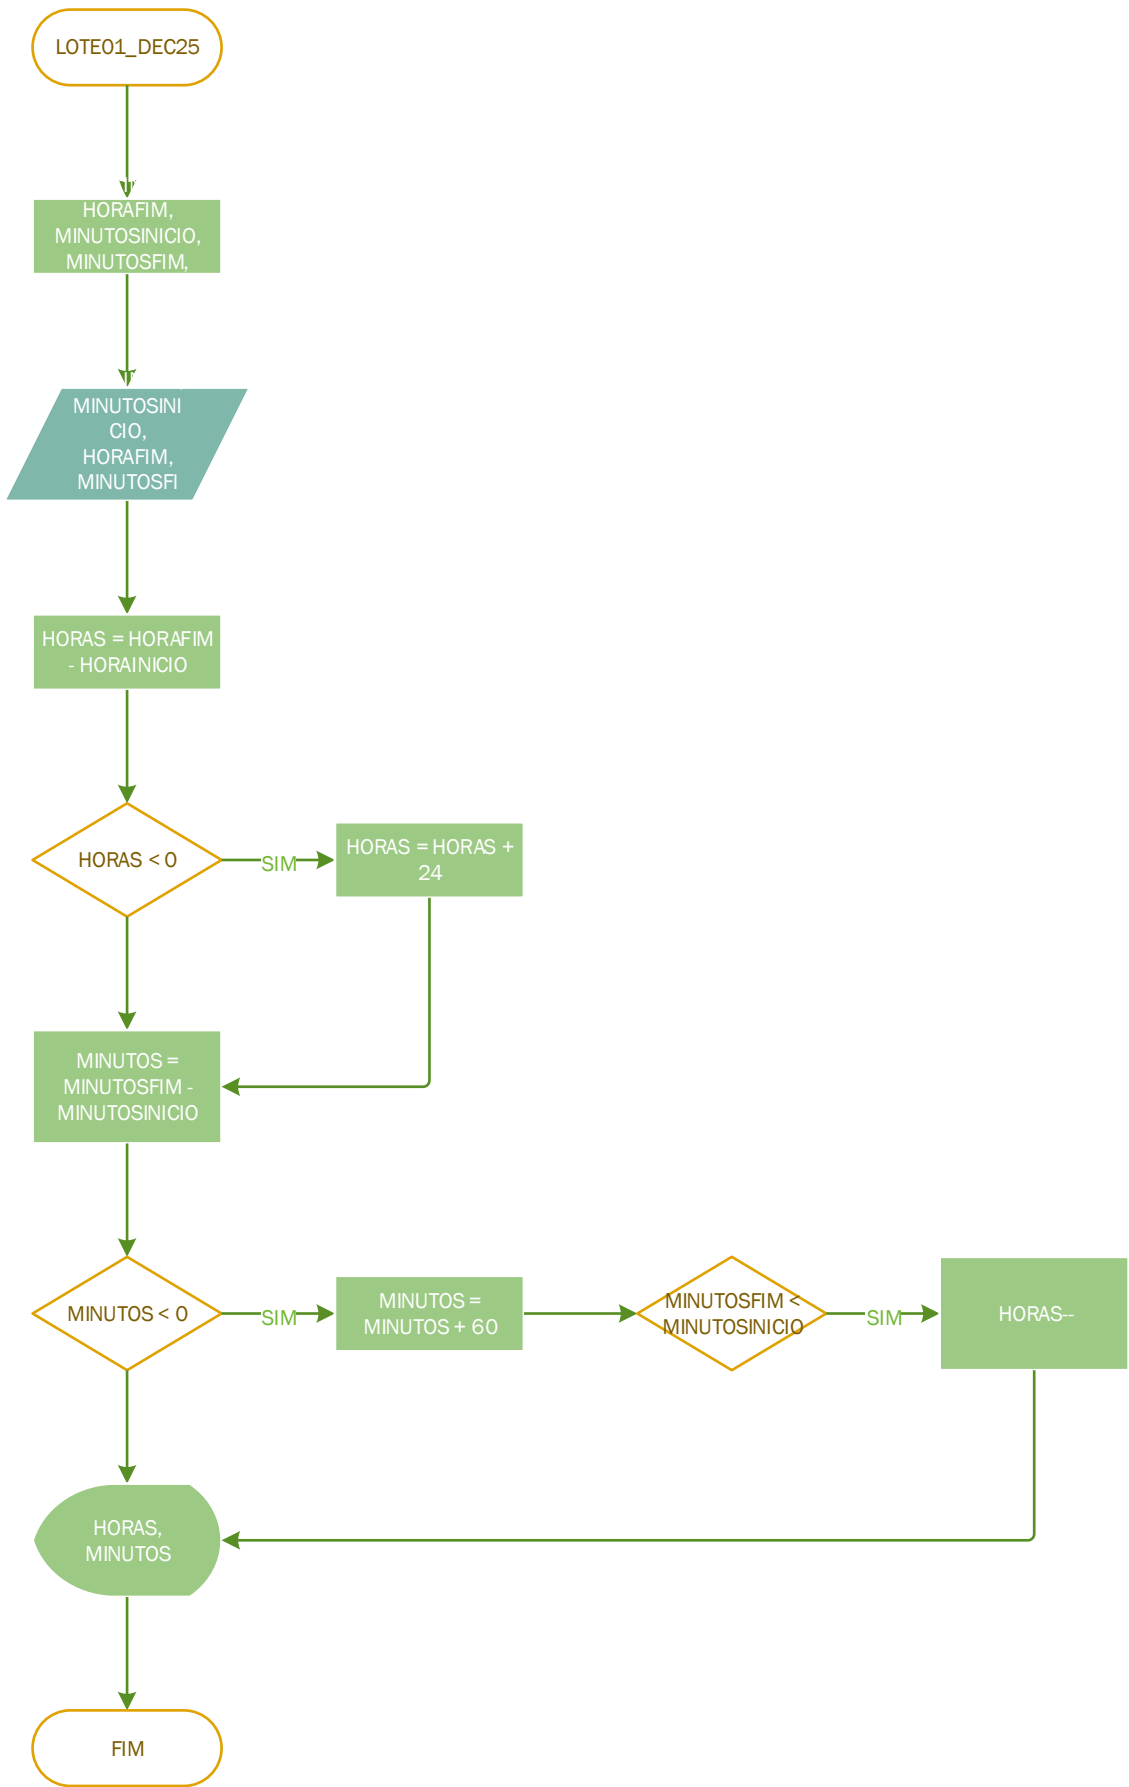 LOTE01_DEC25
HORAFIM,
MINUTOSINICIO,
MINUTOSFIM,
MINUTOSINI
CIO,
HORAFIM,
MINUTOSFI
HORAS = HORAFIM
- HORAINICIO
HORAS < 0
SIM
HORAS = HORAS +
24
MINUTOS =
MINUTOSFIM -
MINUTOSINICIO
MINUTOS < 0
SIM
MINUTOS =
MINUTOS + 60
MINUTOSFIM <
MINUTOSINICIO
SIM
HORAS--
HORAS,
MINUTOS
FIM